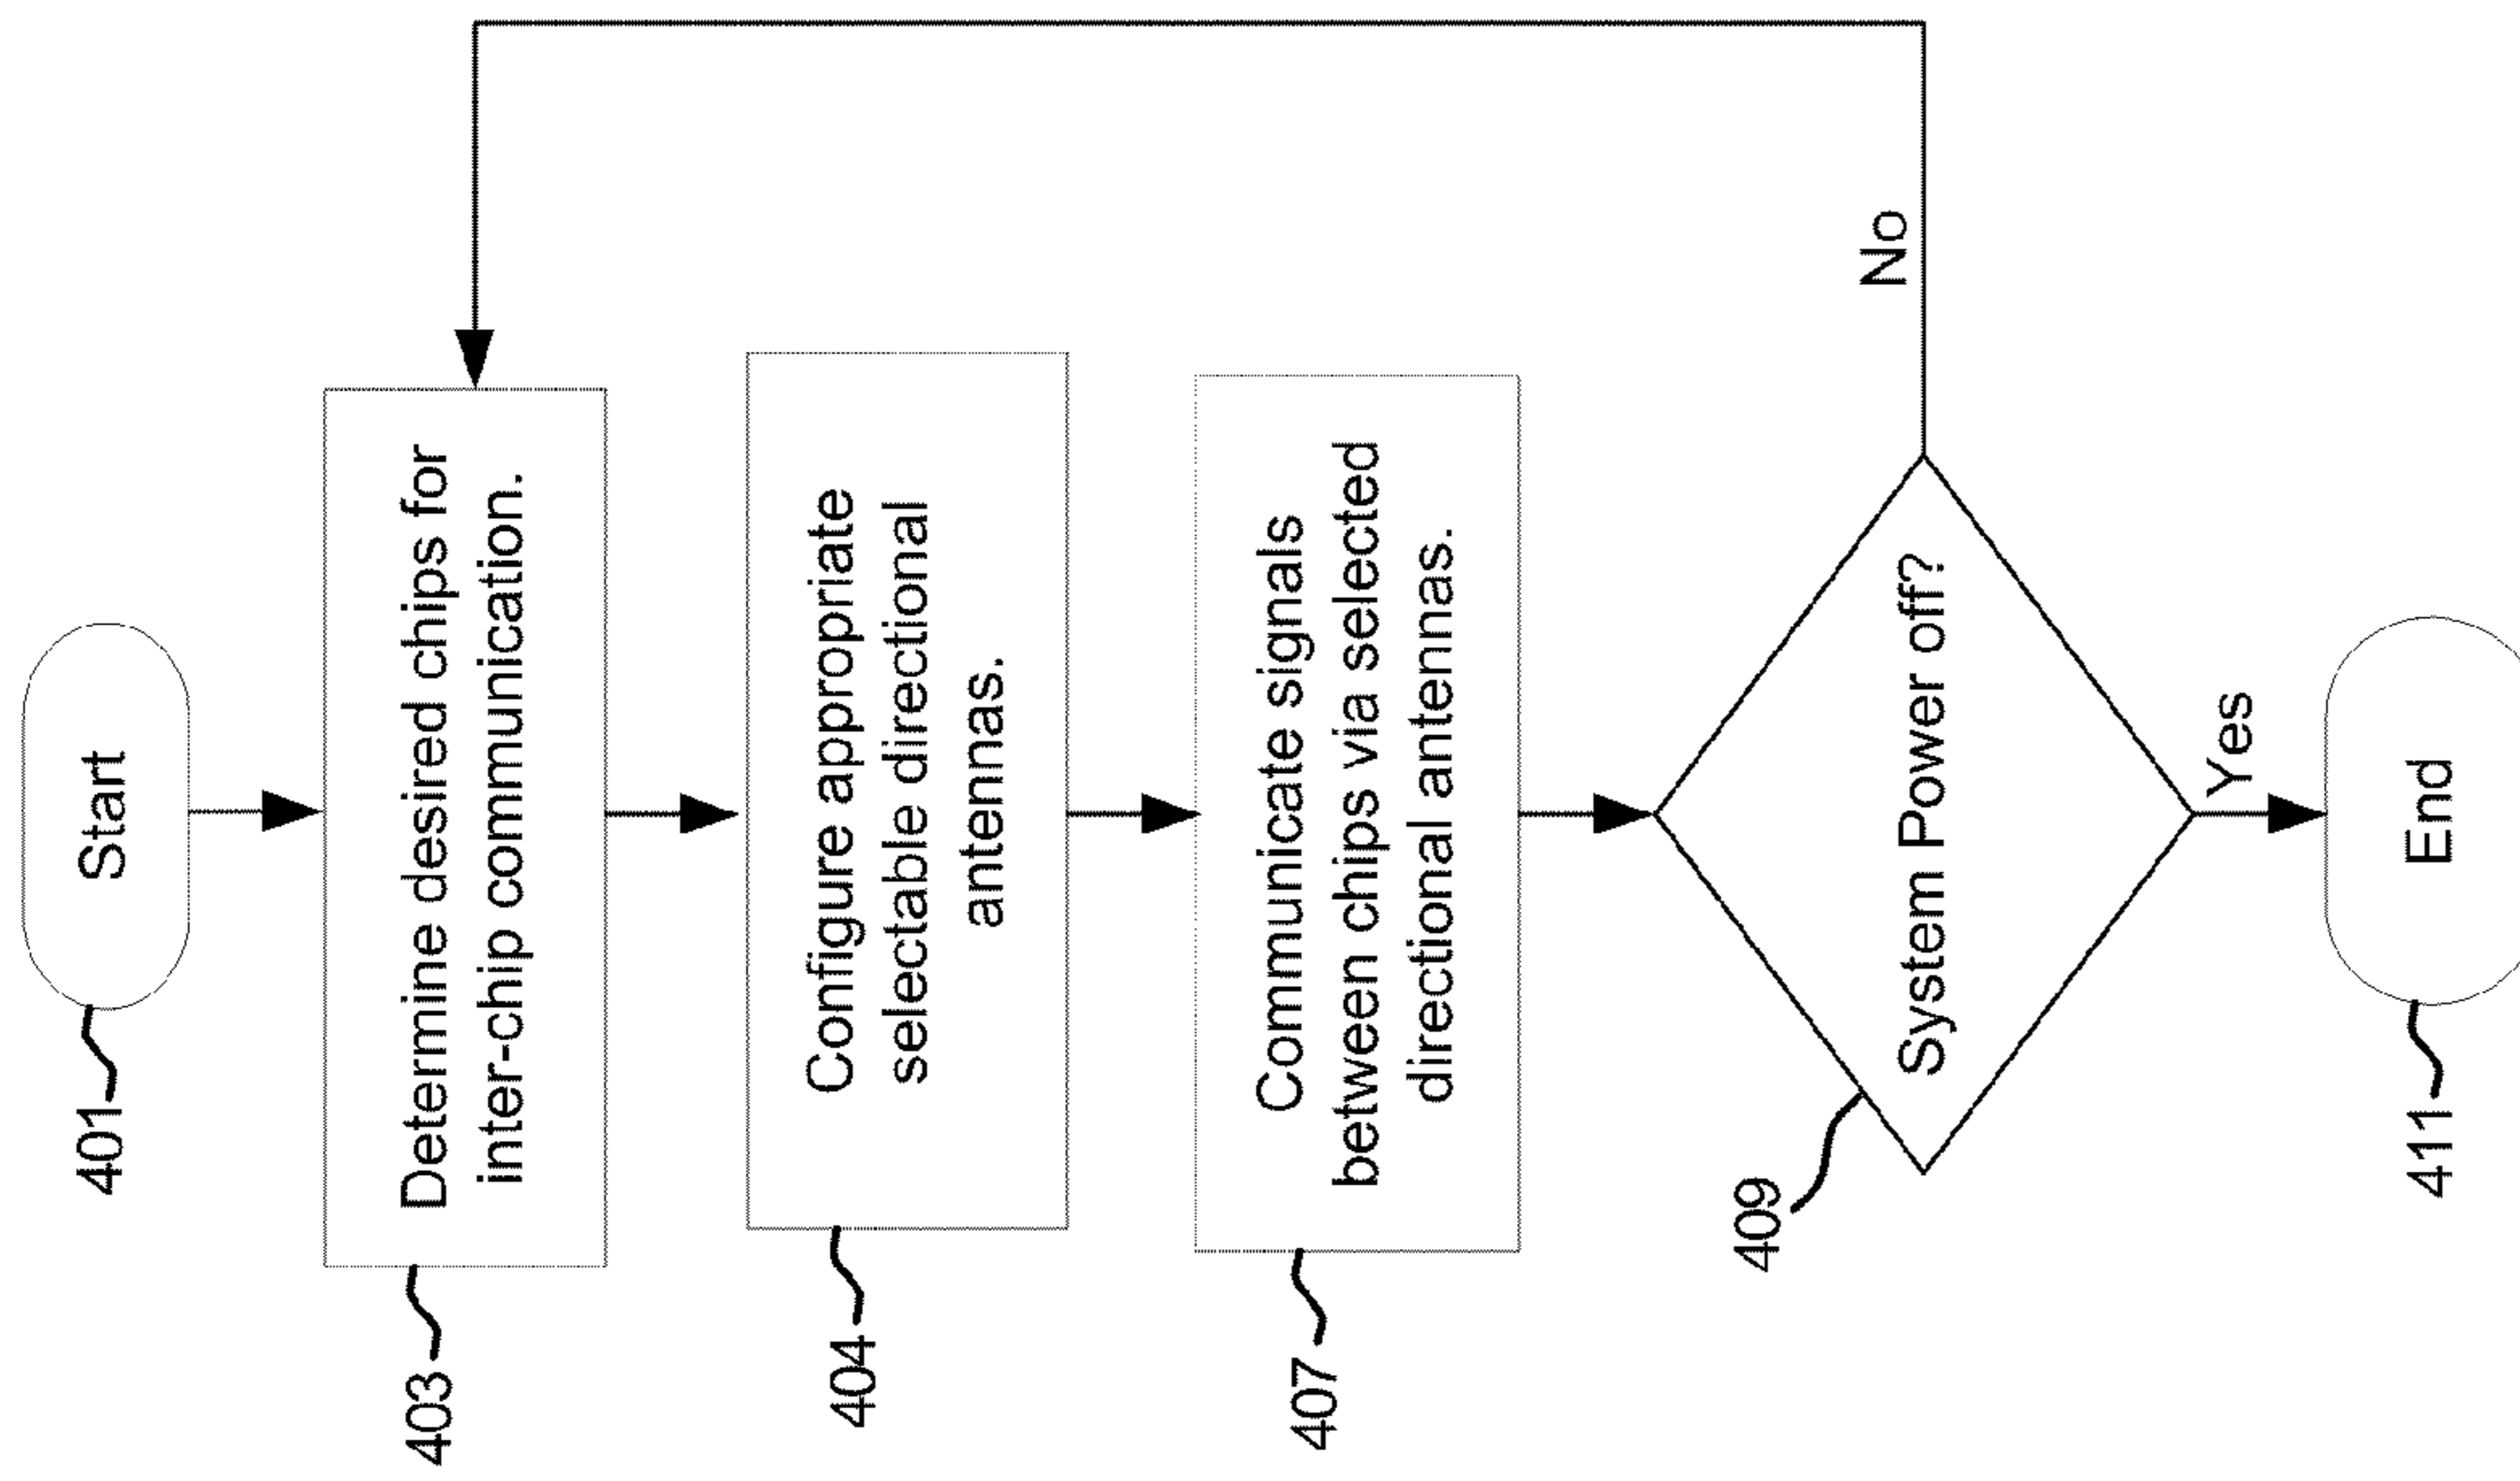 401
Start
403
Determine desired chips for
inter-chip communication.
404
Configure appropriate
selectable directional
antennas.
407
Communicate signals
between chips via selected
directional antennas.
409
System Power off?
No
Yes
411
End